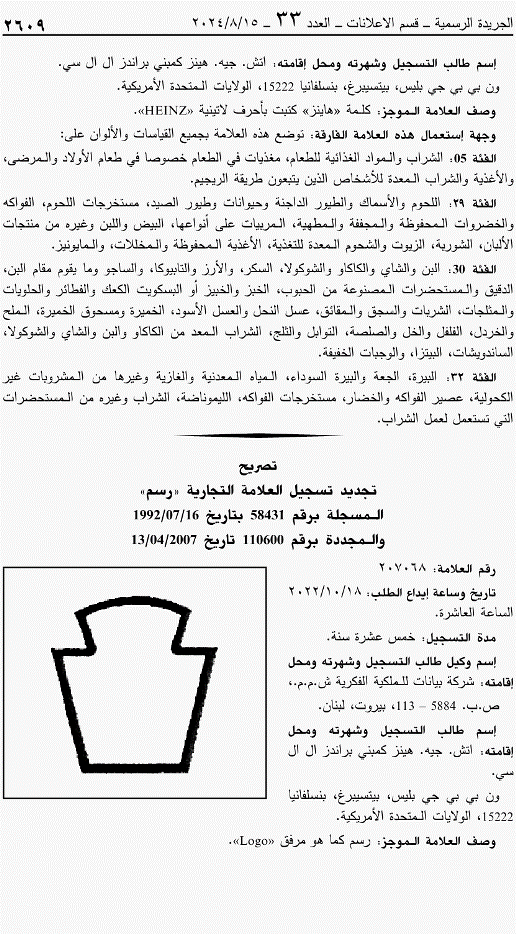 الجريدة الرسمية ــ قسم الاعلانات ــ العدد ٣٣ ــ ٢٠٢٤/٨/١٥
٢٦٠٩
إسم طالب التسجيل وشهرته ومحل إقامته: اتش. جيه. هينز كمبني براندز ال ال سي.
ون بي بي جي بليس، بيتسيبرغ، بنسلفانيا 15222، الولايات المتحدة الأمريكية.
وصف العلامة الموجز: كلمة «هاينز» كتبت بأحرف لاتينية «HEINZ».
وجهة إستعمال هذه العلامة الفارقة: توضع هذه العلامة بجميع القياسات والألوان على:
الفئة 05: الشراب والمواد الغذائية للطعام، مغذيات في الطعام خصوصا في طعام الأولاد والمرضى،
والأغذية والشراب المعدة للأشخاص الذين يتبعون طريقة الريجيم.
الفئة ٢٩: اللحوم والأسماك والطيور الداجنة وحيوانات وطيور الصيد، مستخرجات اللحوم، الفواكه
والخضروات المحفوظة والمجففة والمطهية، المربيات على أنواعها، البيض واللبن وغيره من منتجات
الألبان، الشوربة، الزيوت والشحوم المعدة للتغذية، الأغذية المحفوظة والمخللات، والمايونيز.
الفئة 30: البن والشاي والكاكاو والشوكولا، السكر، والأرز والتابيوكا، والساجو وما يقوم مقام البن،
الدقيق والمستحضرات المصنوعة من الحبوب، الخبز والخبيز أو البسكويت الكعك والفطائر والحلويات
والمثلجات، الشربات والسجق والمقائق، عسل النحل والعسل الأسود، الخميرة ومسحوق الخميرة، الملح
والخردل، الفلفل والخل والصلصة، التوابل والثلج، الشراب المعد من الكاكاو والبن والشاي والشوكولا،
الساندويشات، البيتزا، والوجبات الخفيفة.
الفئة ٣٢: البيرة، الجعة والبيرة السوداء، المياه المعدنية والغازية وغيرها من المشروبات غير
الكحولية، عصير الفواكه والخضار، مستخرجات الفواكه، الليموناضة، الشراب وغيره من المستحضرات
التي تستعمل لعمل الشراب.
تصريح
تجديد تسجيل العلامة التجارية «رسم»
المسجلة برقم 58431 بتاريخ 1992/07/16
والمجددة برقم 110600 تاريخ 13/04/2007
رقم العلامة: ٢٠٧٠٦٨
تاريخ وساعة إيداع الطلب: ٢٠٢٢/١٠/١٨
الساعة العاشرة.
مدة التسجيل: خمس عشرة سنة.
إسم وكيل طالب التسجيل وشهرته ومحل
إقامته: شركة بيانات للملكية الفكرية ش.م.م.،
ص.ب. 5884 – 113، بيروت، لبنان.
إسم طالب التسجيل وشهرته ومحل
إقامته: اتش. جيه. هينز كمبني براندز ال ال
سي.
ون بي بي جي بليس، بيتسيبرغ، بنسلفانيا
15222، الولايات المتحدة الأمريكية.
وصف العلامة الموجز: رسم كما هو مرفق «Logo».